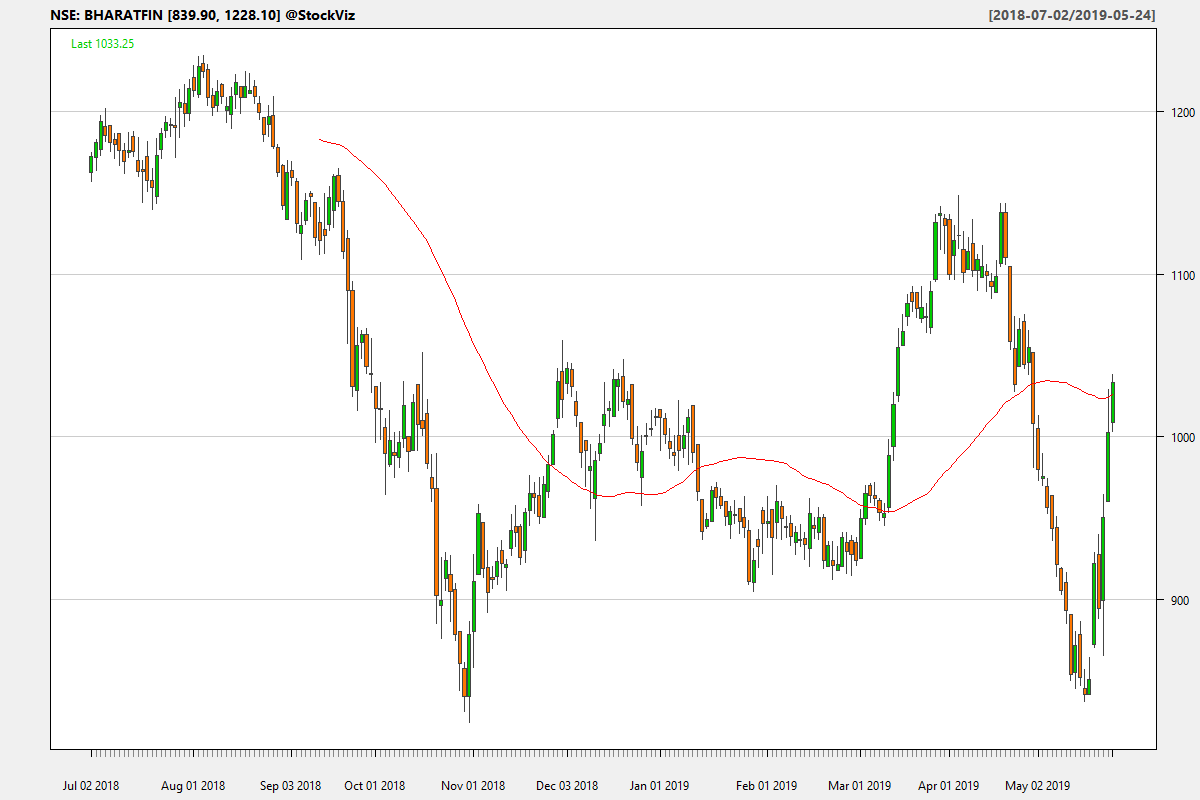 NSE: BHARATFIN [839.90, 1228.10] @StockViz
[2018-07-02/2019-05-24]
Last 1033.25
1200
1100
1000
900
Jul 02 2018
Aug 01 2018
Sep 03 2018
Oct 01 2018
Nov 01 2018
Dec 03 2018
Jan 01 2019
Feb 01 2019
Mar 01 2019
Apr 01 2019
May 02 2019